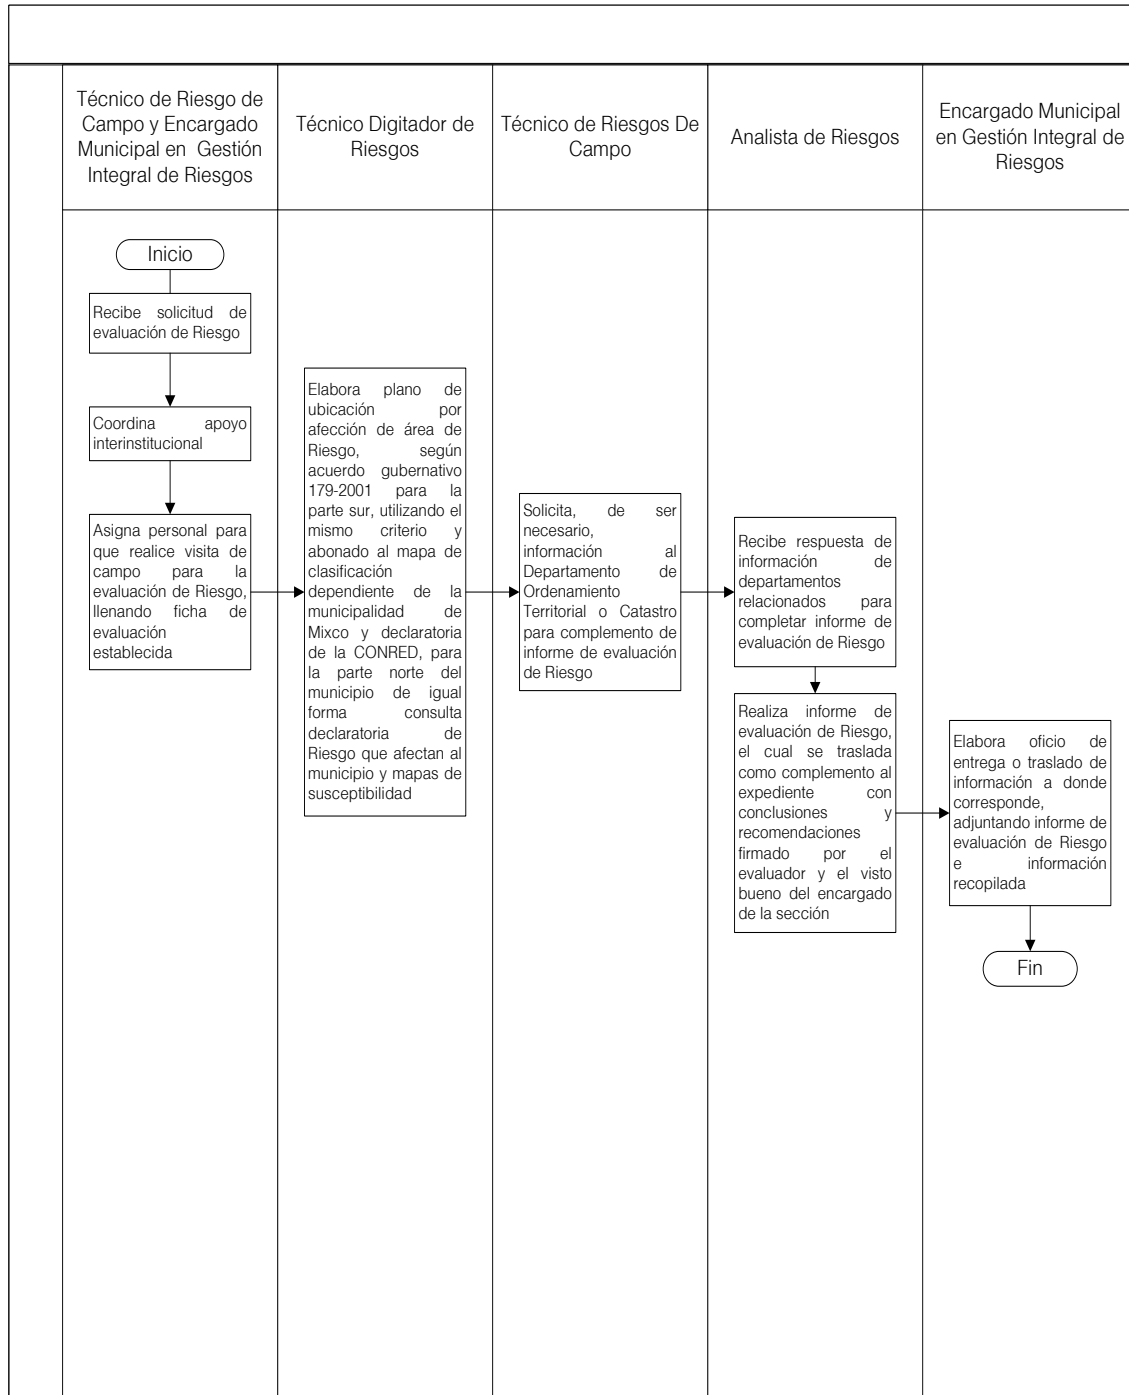 Técnico de Riesgo de
Campo y Encargado
Municipal en Gestión
Integral de Riesgos
Técnico Digitador de
Riesgos
Técnico de Riesgos De
Campo
Analista de Riesgos
Encargado Municipal
en Gestión Integral de
Riesgos
Inicio
Recibe solicitud de
evaluación de Riesgo
Coordina apoyo
interinstitucional
Asigna personal para
que realice visita de
campo para la
evaluación de Riesgo,
llenando ficha de
evaluación
establecida
Elabora plano de
ubicación por
afección de área de
Riesgo, según
acuerdo gubernativo
179-2001 para la
parte sur, utilizando el
mismo criterio y
abonado al mapa de
clasificación
dependiente de la
municipalidad de
Mixco y declaratoria
de la CONRED, para
la parte norte del
municipio de igual
forma consulta
declaratoria de
Riesgo que afectan al
municipio y mapas de
susceptibilidad
Solicita, de ser
necesario,
información al
Departamento de
Ordenamiento
Territorial o Catastro
para complemento de
informe de evaluación
de Riesgo
Recibe respuesta de
información de
departamentos
relacionados para
completar informe de
evaluación de Riesgo
Realiza informe de
evaluación de Riesgo,
el cual se traslada
como complemento al
expediente con
conclusiones y
recomendaciones
firmado por el
evaluador y el visto
bueno del encargado
de la sección
Elabora oficio de
entrega o traslado de
información a donde
corresponde,
adjuntando informe de
evaluación de Riesgo
e información
recopilada
Fin